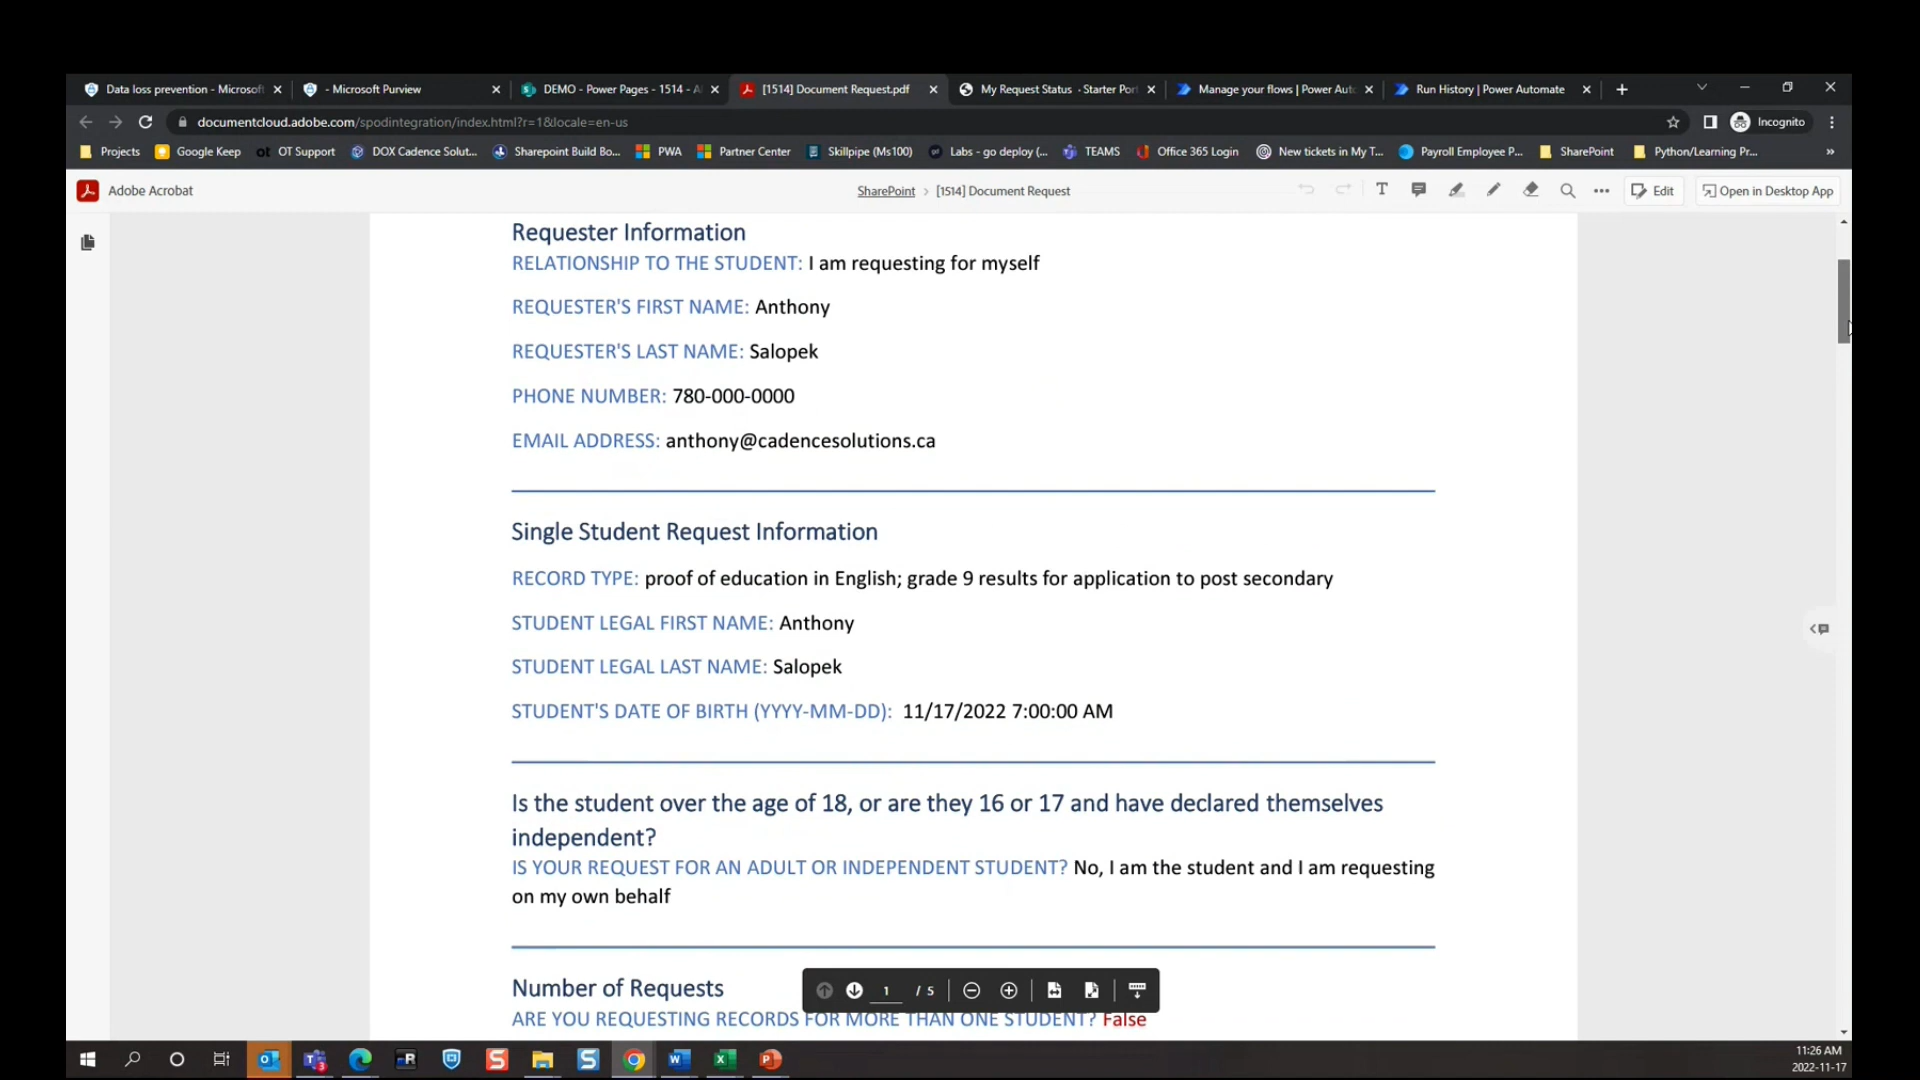 Data loss prevention - Microsoft
- Microsoft Purview
DEMO - Power Pages - 1514 - A
[1514] Document Request.pdf
My Request Status - Starter Por
Manage your flows | Power Auto
Run History | Power Automate
documentcloud.adobe.com/spodintegration/index.html?r=1&locale=en-us
Incognito
Projects
Google Keep
OT Support
DOX Cadence Solut...
Sharepoint Build Bo...
PWA
Partner Center
Skillpipe (Ms100)
Labs - go deploy (...
TEAMS
Office 365 Login
New tickets in My T...
Payroll Employee P...
SharePoint
Python/Learning Pr...
»
Adobe Acrobat
SharePoint > [1514] Document Request
Edit
Open in Desktop App
Requester Information
RELATIONSHIP TO THE STUDENT: I am requesting for myself
REQUESTER'S FIRST NAME: Anthony
REQUESTER'S LAST NAME: Salopek
PHONE NUMBER: 780-000-0000
EMAIL ADDRESS: anthony@cadencesolutions.ca
Single Student Request Information
RECORD TYPE: proof of education in English; grade 9 results for application to post secondary
STUDENT LEGAL FIRST NAME: Anthony
STUDENT LEGAL LAST NAME: Salopek
STUDENT'S DATE OF BIRTH (YYYY-MM-DD): 11/17/2022 7:00:00 AM
Is the student over the age of 18, or are they 16 or 17 and have declared themselves
independent?
IS YOUR REQUEST FOR AN ADULT OR INDEPENDENT STUDENT? No, I am the student and I am requesting
on my own behalf
Number of Requests
1 / 5
ARE YOU REQUESTING RECORDS FOR MORE THAN ONE STUDENT? False
11:26 AM
2022-11-17